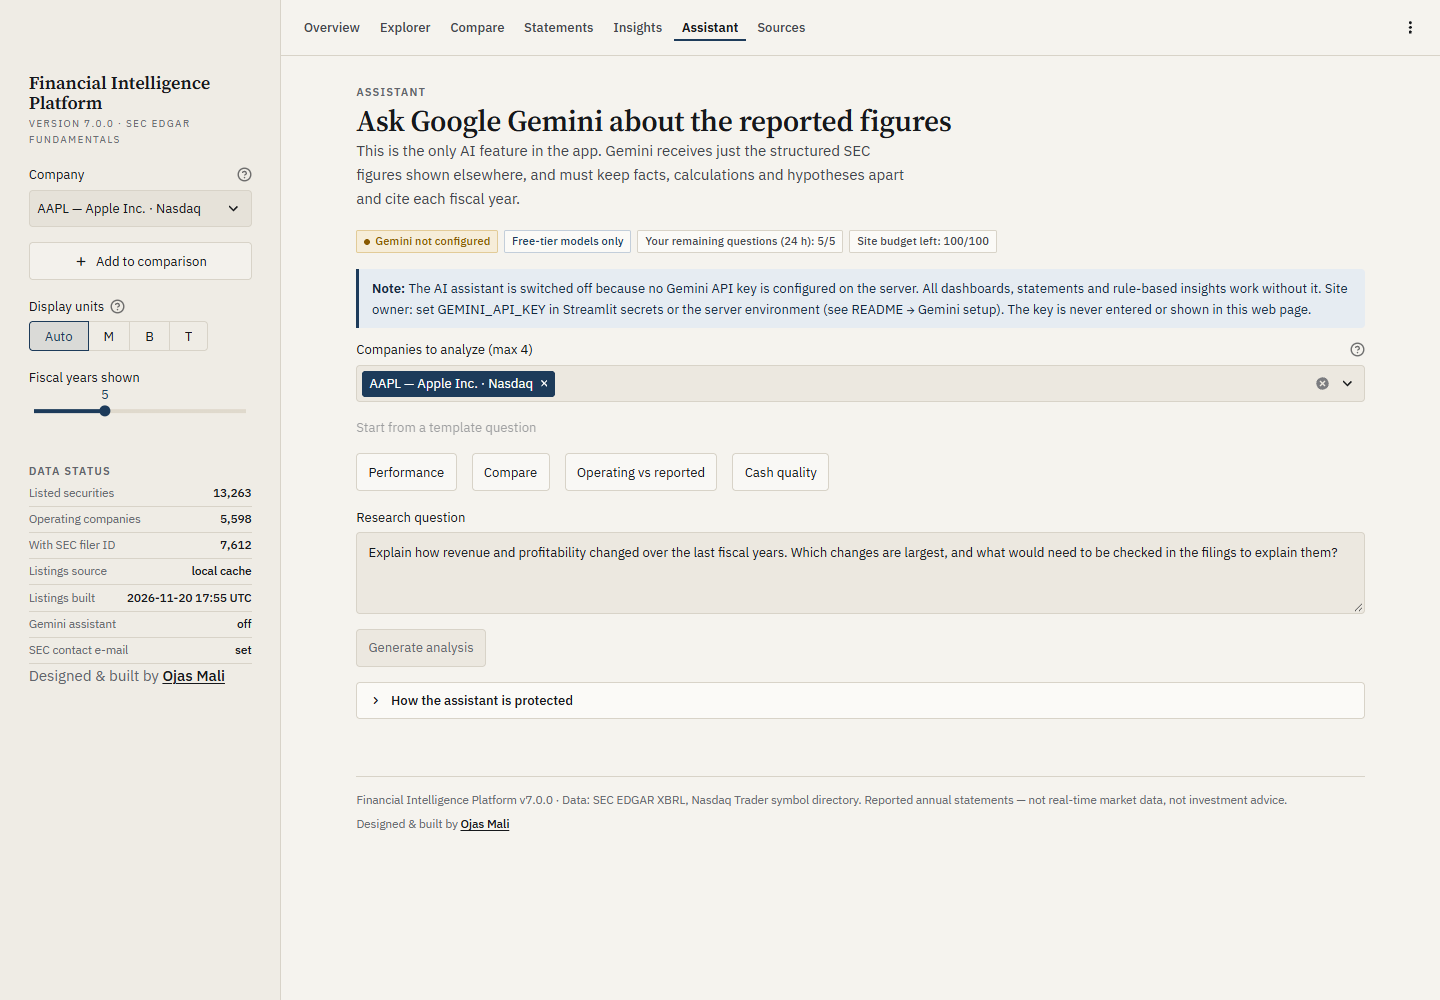 Financial Intelligence
Platform
VERSION 7.0.0 · SEC EDGAR
FUNDAMENTALS
Company
AAPL — Apple Inc. · Nasdaq
+ Add to comparison
Display units
Auto M B T
Fiscal years shown
5
DATA STATUS
Listed securities 13,263
Operating companies 5,598
With SEC filer ID 7,612
Listings source local cache
Listings built 2026-11-20 17:55 UTC
Gemini assistant off
SEC contact e-mail set
Designed & built by Ojas Mali
Overview Explorer Compare Statements Insights Assistant Sources
ASSISTANT
Ask Google Gemini about the reported figures
This is the only AI feature in the app. Gemini receives just the structured SEC
figures shown elsewhere, and must keep facts, calculations and hypotheses apart
and cite each fiscal year.
Gemini not configured Free-tier models only Your remaining questions (24 h): 5/5 Site budget left: 100/100
Note: The AI assistant is switched off because no Gemini API key is configured on the server. All dashboards, statements and rule-based insights work without it. Site
owner: set GEMINI_API_KEY in Streamlit secrets or the server environment (see README → Gemini setup). The key is never entered or shown in this web page.
Companies to analyze (max 4)
AAPL — Apple Inc. · Nasdaq ×
Start from a template question
Performance Compare Operating vs reported Cash quality
Research question
Explain how revenue and profitability changed over the last fiscal years. Which changes are largest, and what would need to be checked in the filings to explain them?
Generate analysis
How the assistant is protected
Financial Intelligence Platform v7.0.0 · Data: SEC EDGAR XBRL, Nasdaq Trader symbol directory. Reported annual statements — not real-time market data, not investment advice.
Designed & built by Ojas Mali